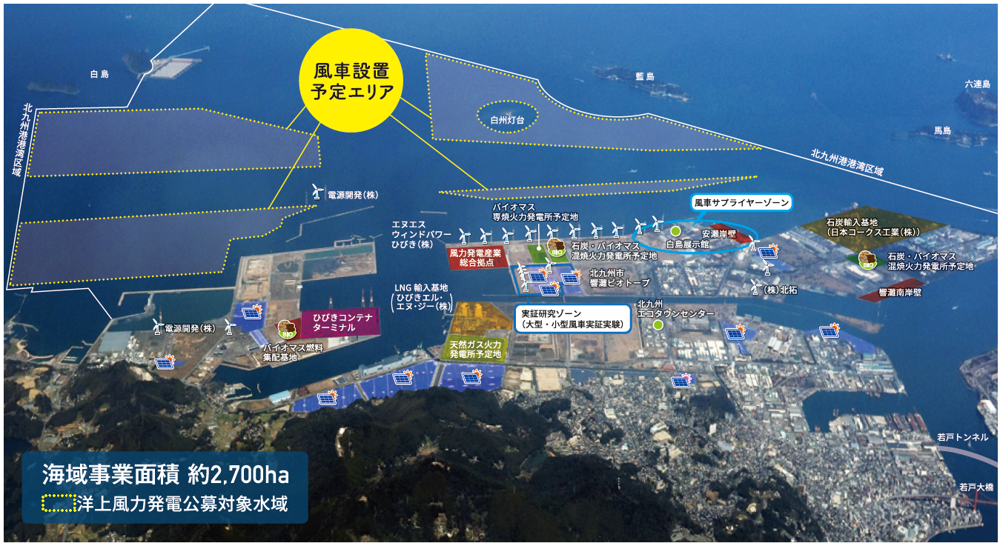 風車設置
予定エリア
白島
藍島
六連島
馬島
白州灯台
北九州港港湾区域
北九州港港湾区域
電源開発(株)
風車サプライヤーゾーン
バイオマス
専焼火力発電所予定地
エヌエス
ウィンドパワー
ひびき(株)
風力発電産業
総合拠点
BIO
石炭・バイオマス
混焼火力発電所予定地
白島展示館
安瀬岸壁
石炭輸入基地
(日本コークス工業(株))
BIO
石炭・バイオマス
混焼火力発電所予定地
響灘南岸壁
(株)北拓
北九州市
響灘ビオトープ
LNG 輸入基地
(ひびきエル・
エヌ・ジー(株))
実証研究ゾーン
(大型・小型風車実証実験)
北九州
エコタウンセンター
電源開発(株)
BIO
ひびきコンテナ
ターミナル
バイオマス燃料
集配基地
天然ガス火力
発電所予定地
若戸トンネル
若戸大橋
海域事業面積 約2,700ha
洋上風力発電公募対象水域